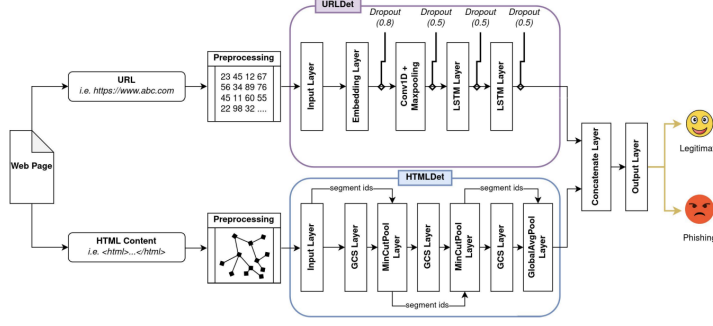 URLDet
Dropout
(0.8)
Dropout
(0.5)
Dropout
(0.5)
Dropout
(0.5)
URL
i.e. https://www.abc.com
Preprocessing
23 45 12 67
56 34 89 76
45 11 60 55
22 98 32 ....
Input Layer
Embedding Layer
Conv1D +
Maxpooling
LSTM Layer
LSTM Layer
Web Page
Concatenate Layer
Output Layer
Legitimat
Phishing
HTMLDet
HTML Content
i.e. <html>...</html>
Preprocessing
segment ids
segment ids
Input Layer
GCS Layer
MinCutPool
Layer
GCS Layer
MinCutPool
Layer
GCS Layer
GlobalAvgPool
Layer
segment ids